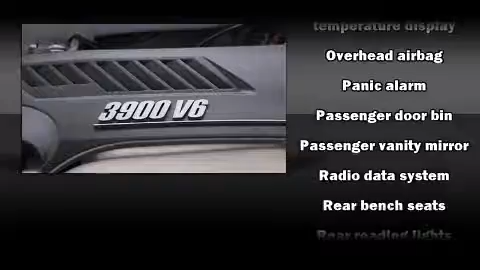 3900 V6
temperature display
Overhead airbag
Panic alarm
Passenger door bin
Passenger vanity mirror
Radio data system
Rear bench seats
Rear reading lights